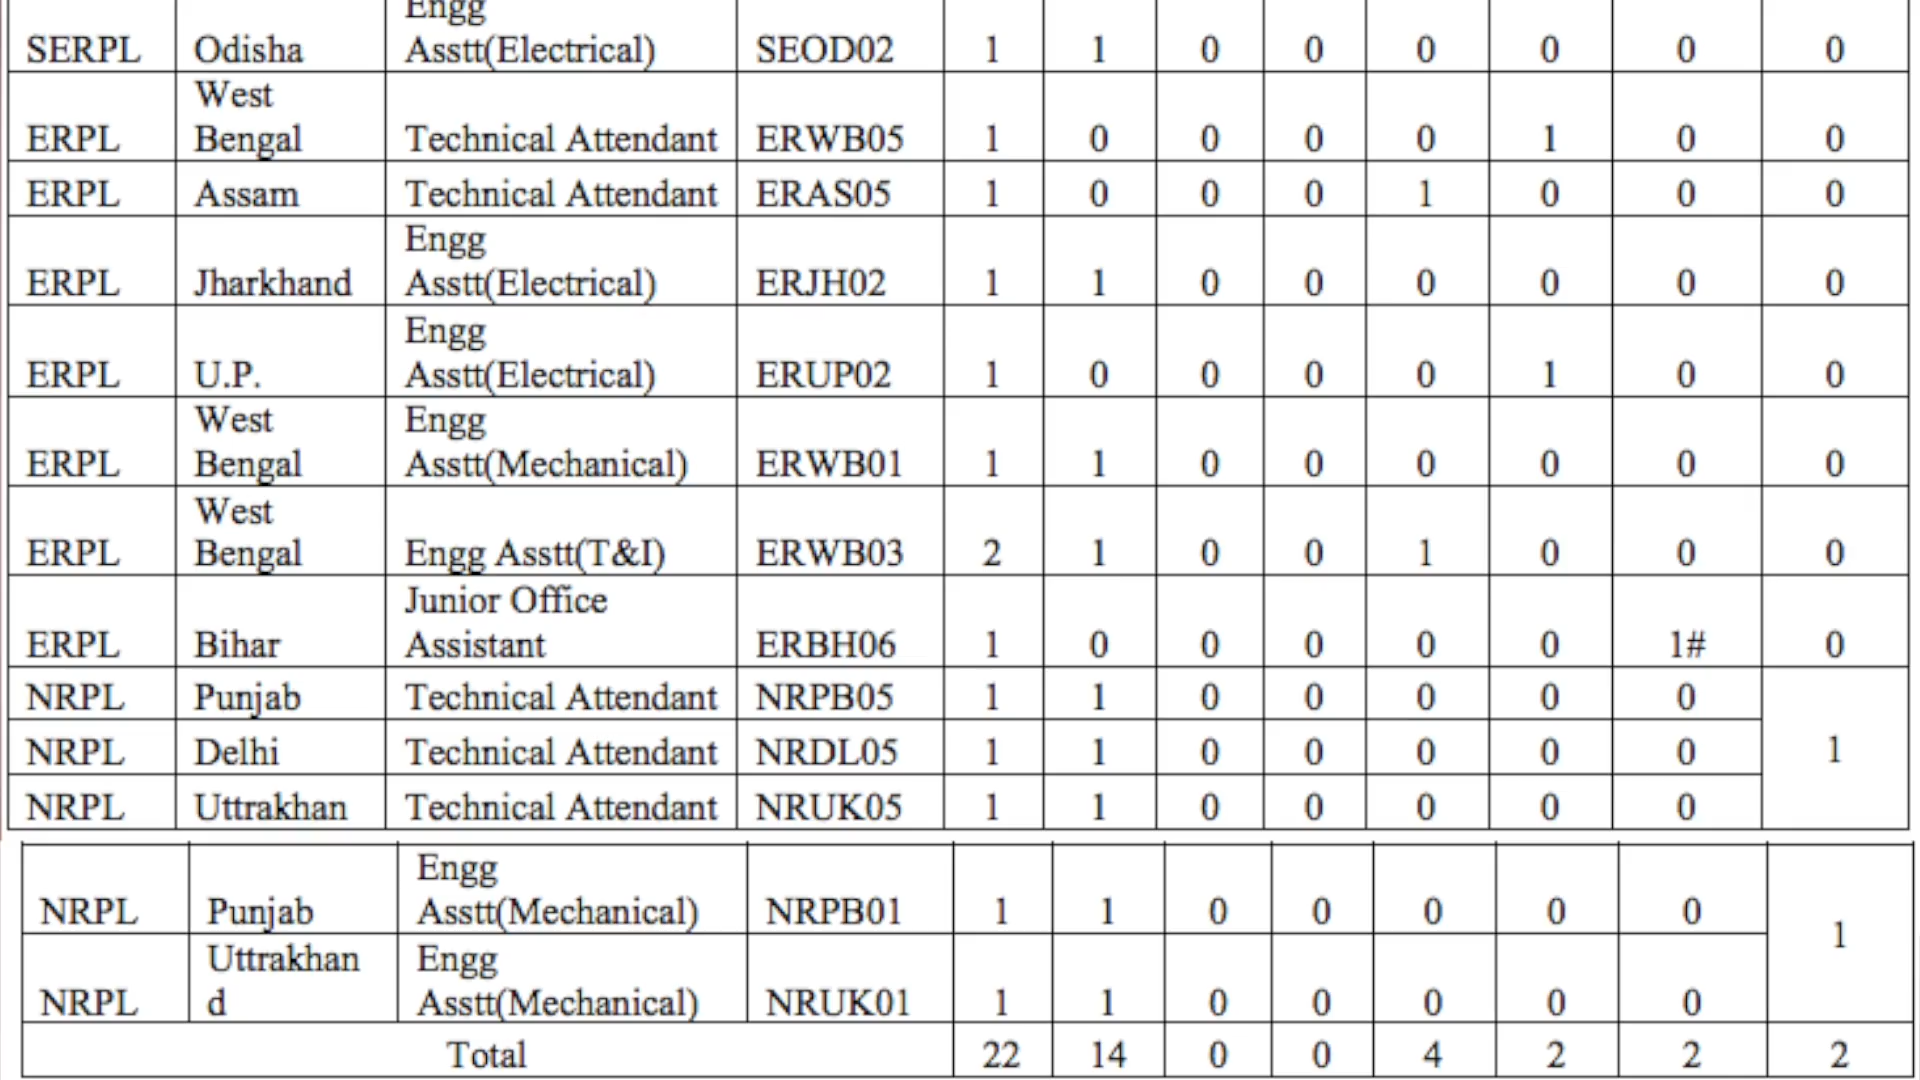 Engg
SERPL Odisha Asstt(Electrical) SEOD02 1 1 0 0 0 0 0 0
West
ERPL Bengal Technical Attendant ERWB05 1 0 0 0 0 1 0 0
ERPL Assam Technical Attendant ERAS05 1 0 0 0 1 0 0 0
Engg
ERPL Jharkhand Asstt(Electrical) ERJH02 1 1 0 0 0 0 0 0
Engg
ERPL U.P. Asstt(Electrical) ERUP02 1 0 0 0 0 1 0 0
West Engg
ERPL Bengal Asstt(Mechanical) ERWB01 1 1 0 0 0 0 0 0
West
ERPL Bengal Engg Asstt(T&I) ERWB03 2 1 0 0 1 0 0 0
Junior Office
ERPL Bihar Assistant ERBH06 1 0 0 0 0 0 1# 0
NRPL Punjab Technical Attendant NRPB05 1 1 0 0 0 0 0
NRPL Delhi Technical Attendant NRDL05 1 1 0 0 0 0 0 1
NRPL Uttrakhan Technical Attendant NRUK05 1 1 0 0 0 0 0
Engg
NRPL Punjab Asstt(Mechanical) NRPB01 1 1 0 0 0 0 0 1
Uttrakhan Engg
NRPL d Asstt(Mechanical) NRUK01 1 1 0 0 0 0 0
Total 22 14 0 0 4 2 2 2